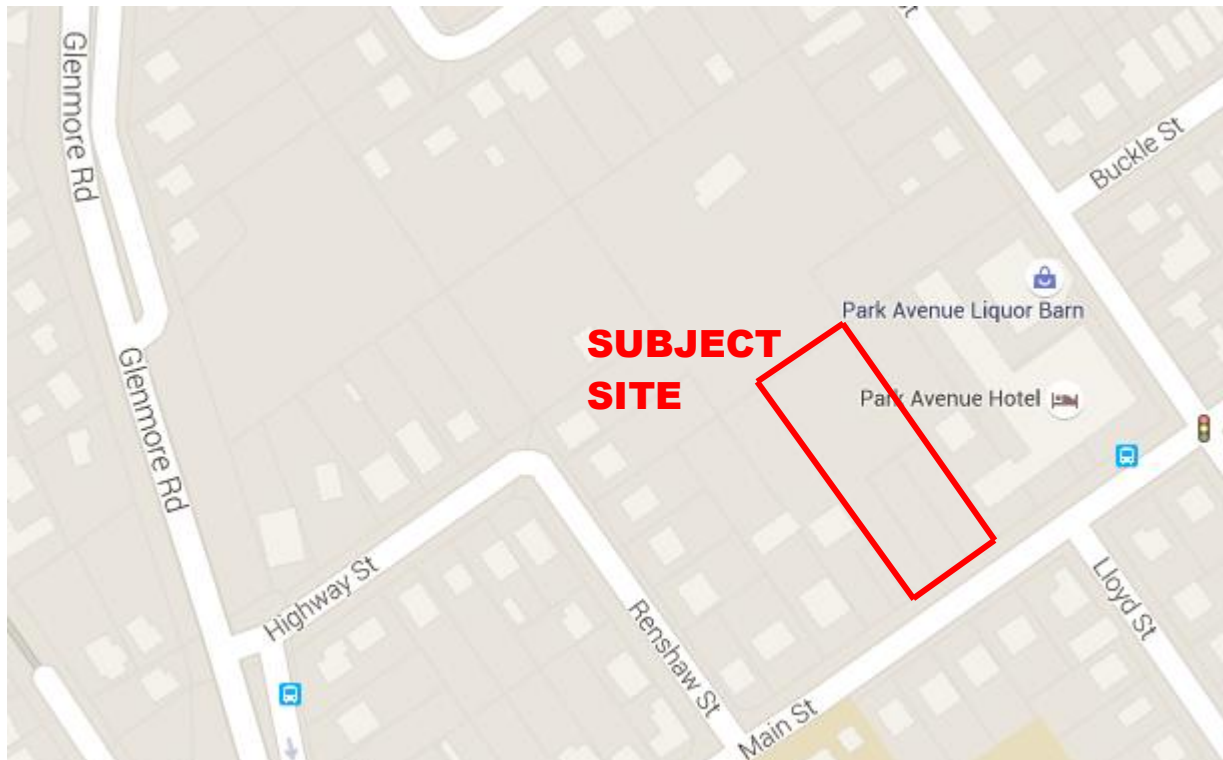 St
Glenmore Rd
Buckle St
Park Avenue Liquor Barn
SUBJECT
SITE
Park Avenue Hotel
Glenmore Rd
Highway St
Renshaw St
Lloyd St
Main St